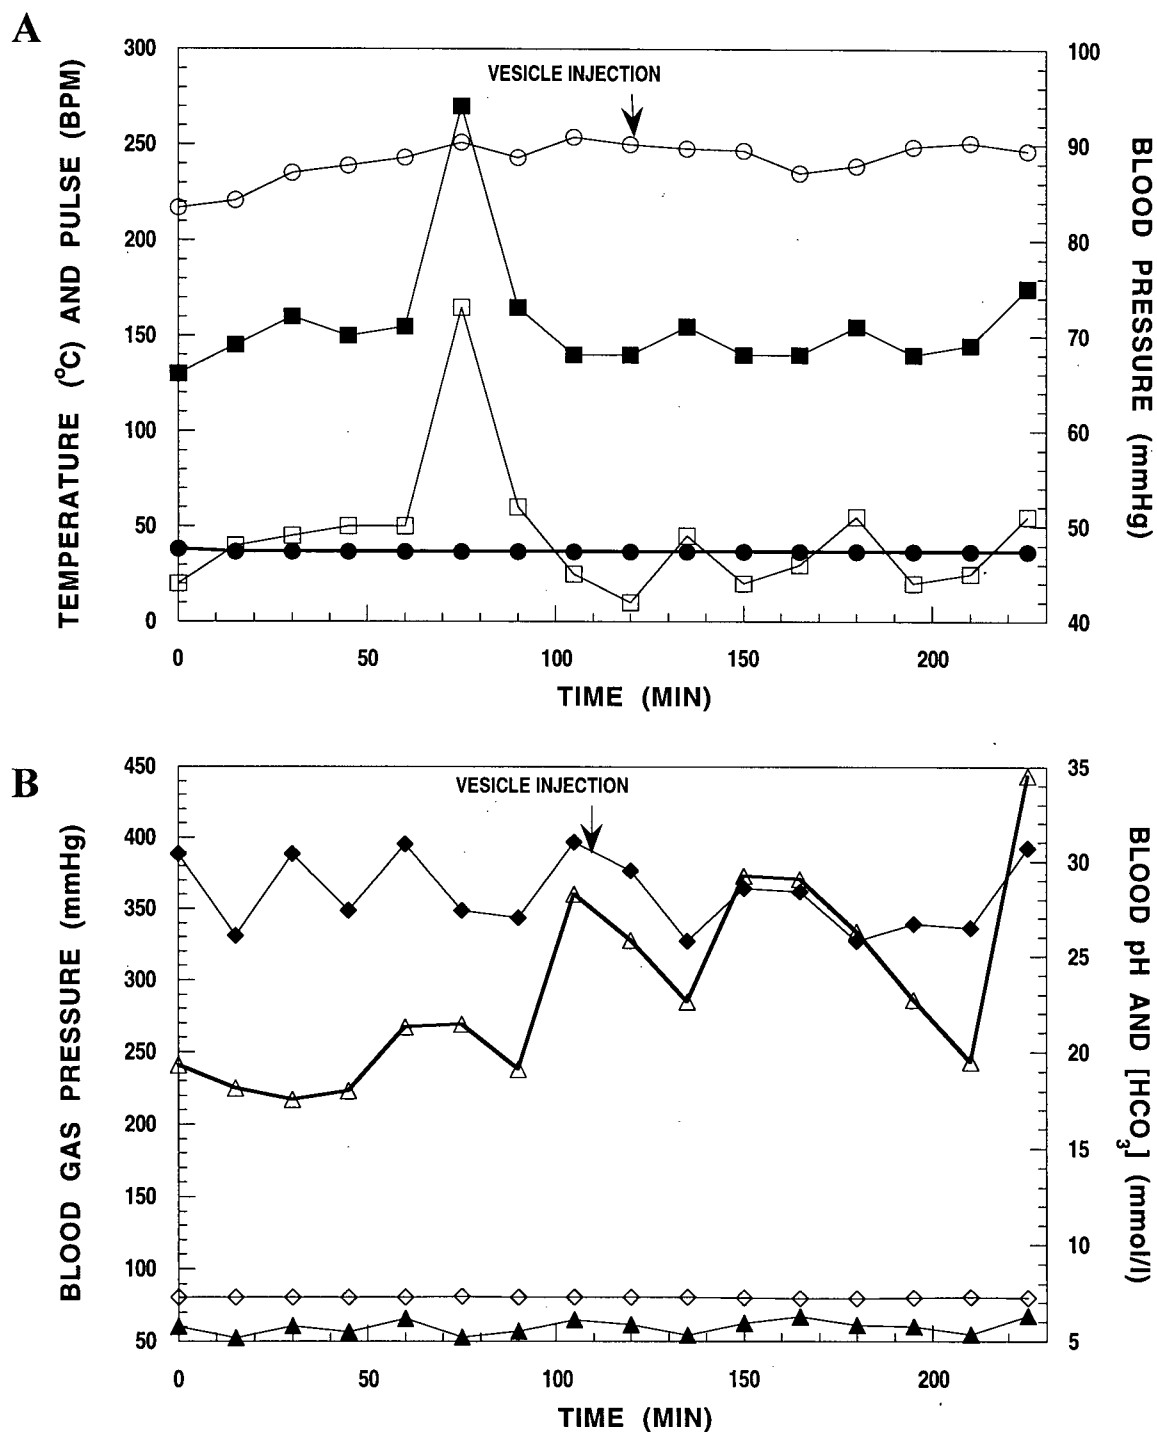 A
VESICLE INJECTION
TEMPERATURE (°C) AND PULSE (BPM)
300
250
200
150
100
50
0
100
90
80
70
60
50
40
BLOOD PRESSURE (mmHg)
0 50 100 150 200
TIME (MIN)
B
VESICLE INJECTION
BLOOD GAS PRESSURE (mmHg)
450
400
350
300
250
200
150
100
50
35
30
25
20
15
10
5
BLOOD pH AND [HCO₃] (mmol/l)
0 50 100 150 200
TIME (MIN)